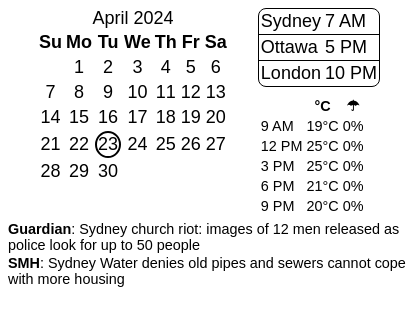 April 2024
Su Mo Tu We Th Fr Sa
1 2 3 4 5 6
7 8 9 10 11 12 13
14 15 16 17 18 19 20
21 22 23 24 25 26 27
28 29 30
Sydney 7 AM
Ottawa 5 PM
London 10 PM
°C ☂
9 AM 19°C 0%
12 PM 25°C 0%
3 PM 25°C 0%
6 PM 21°C 0%
9 PM 20°C 0%
Guardian: Sydney church riot: images of 12 men released as
police look for up to 50 people
SMH: Sydney Water denies old pipes and sewers cannot cope
with more housing